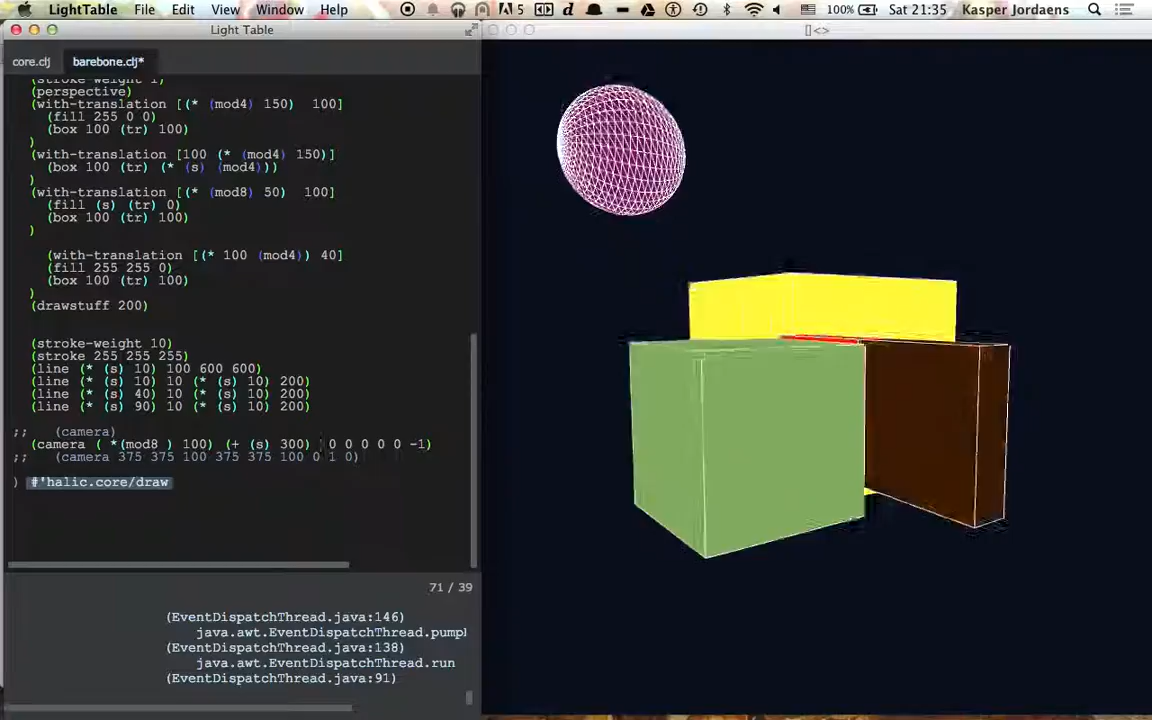 LightTable File Edit View Window Help 5 100% Sat 21:35 Kasper Jordaens
Light Table
[]<>
core.clj barebone.clj*
(stroke-weight 1)
(perspective)
(with-translation [(* (mod4) 150) 100]
(fill 255 0 0)
(box 100 (tr) 100)
)
(with-translation [100 (* (mod4) 150)]
(box 100 (tr) (* (s) (mod4)))
)
(with-translation [(* (mod8) 50) 100]
(fill (s) (tr) 0)
(box 100 (tr) 100)
)
(with-translation [(* 100 (mod4)) 40]
(fill 255 255 0)
(box 100 (tr) 100)
)
(drawstuff 200)
(stroke-weight 10)
(stroke 255 255 255)
(line (* (s) 10) 100 600 600)
(line (* (s) 10) 10 (* (s) 10) 200)
(line (* (s) 40) 10 (* (s) 10) 200)
(line (* (s) 90) 10 (* (s) 10) 200)
;; (camera)
(camera ( *(mod8 ) 100) (+ (s) 300) 0 0 0 0 0 -1)
;; (camera 375 375 100 375 375 100 0 1 0)
) #'halic.core/draw
71 / 39
(EventDispatchThread.java:146)
java.awt.EventDispatchThread.pump
(EventDispatchThread.java:138)
java.awt.EventDispatchThread.run
(EventDispatchThread.java:91)